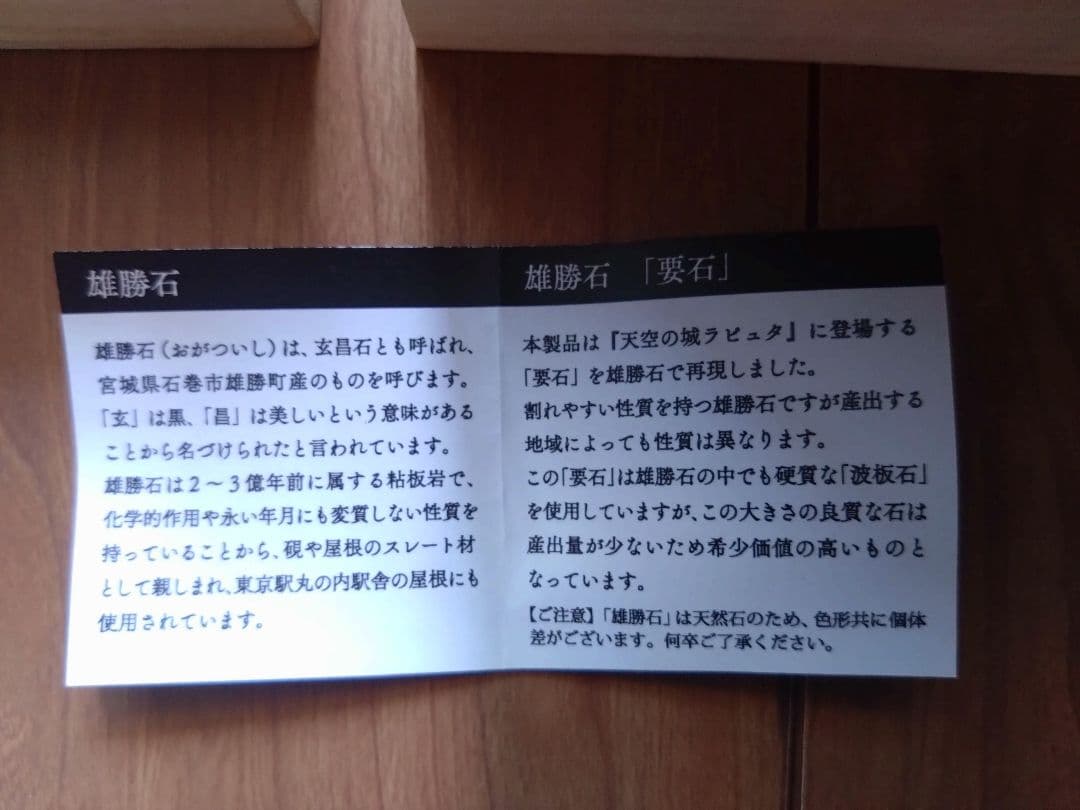 雄勝石
雄勝石（おがついし）は、玄昌石とも呼ばれ、
宮城県石巻市雄勝町産のものを呼びます。
「玄」は黒、「昌」は美しいという意味がある
ことから名づけられたと言われています。
雄勝石は2～3億年前に属する粘板岩で、
化学的作用や永い年月にも変質しない性質を
持っていることから、硯や屋根のスレート材
として親しまれ、東京駅丸の内駅舎の屋根にも
使用されています。
雄勝石　「要石」
本製品は『天空の城ラピュタ』に登場する
「要石」を雄勝石で再現しました。
割れやすい性質を持つ雄勝石ですが産出する
地域によっても性質は異なります。
この「要石」は雄勝石の中でも硬質な「波板石」
を使用していますが、この大きさの良質な石は
産出量が少ないため希少価値の高いものと
なっています。
【ご注意】「雄勝石」は天然石のため、色形共に個体
差がございます。何卒ご了承ください。